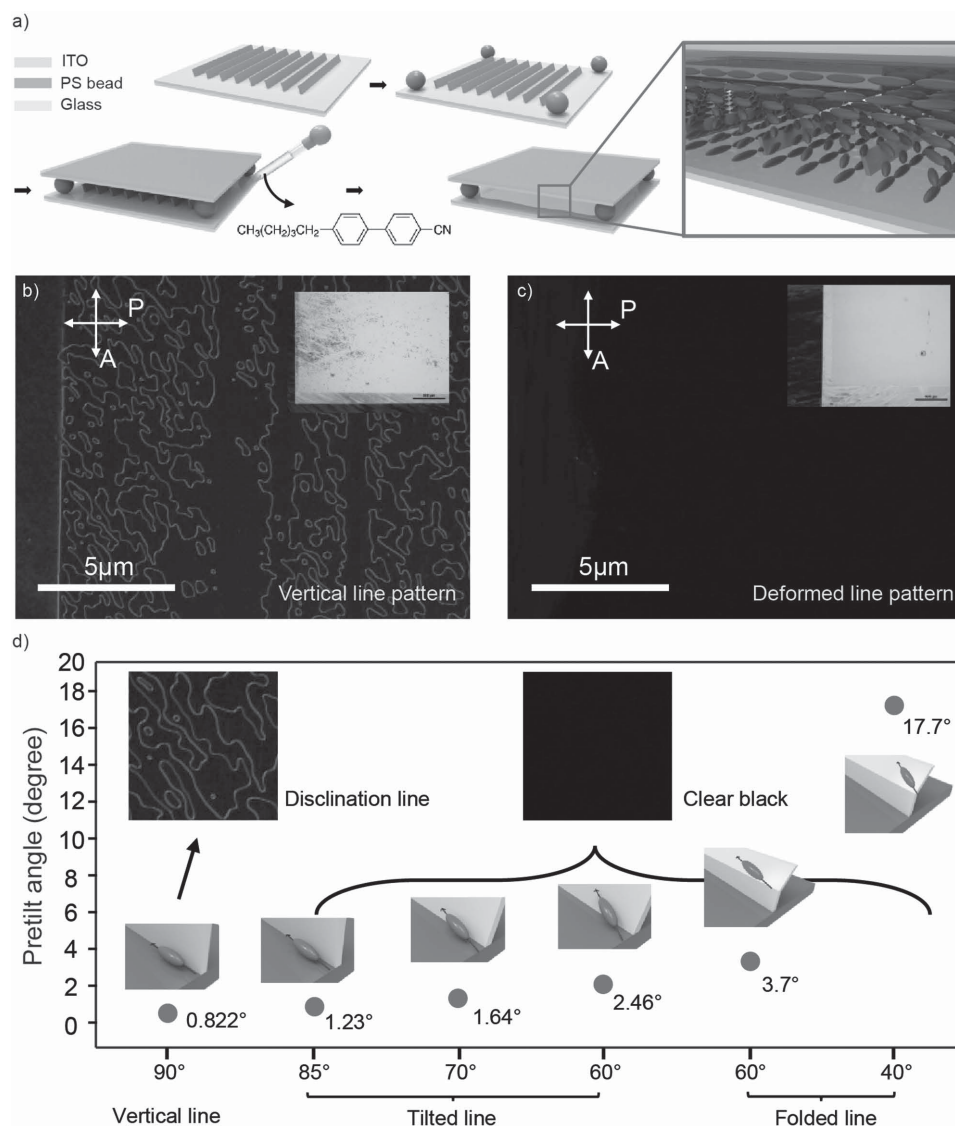 a)
ITO
PS bead
Glass
CH₃(CH₂)₃CH₂
CN
b)
P
A
5μm
Vertical line pattern
c)
P
A
5μm
Deformed line pattern
d)
Pretilt angle (degree)
20
18
16
14
12
10
8
6
4
2
0
Disclination line
Clear black
0.822°
1.23°
1.64°
2.46°
3.7°
17.7°
90°
85°
70°
60°
60°
40°
Vertical line
Tilted line
Folded line